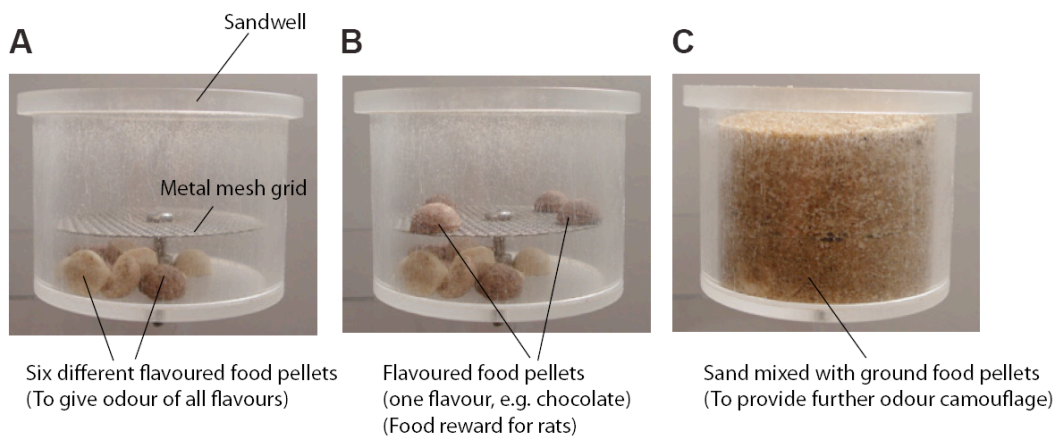 Sandwell
A
B
C
Metal mesh grid
Six different flavoured food pellets
(To give odour of all flavours)
Flavoured food pellets
(one flavour, e.g. chocolate)
(Food reward for rats)
Sand mixed with ground food pellets
(To provide further odour camouflage)